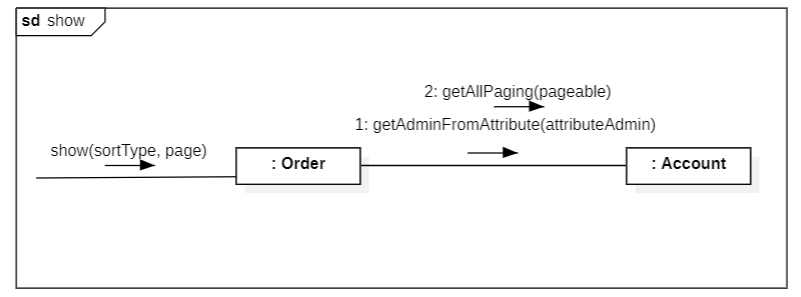 sd show
2: getAllPaging(pageable)
1: getAdminFromAttribute(attributeAdmin)
show(sortType, page)
: Order
: Account